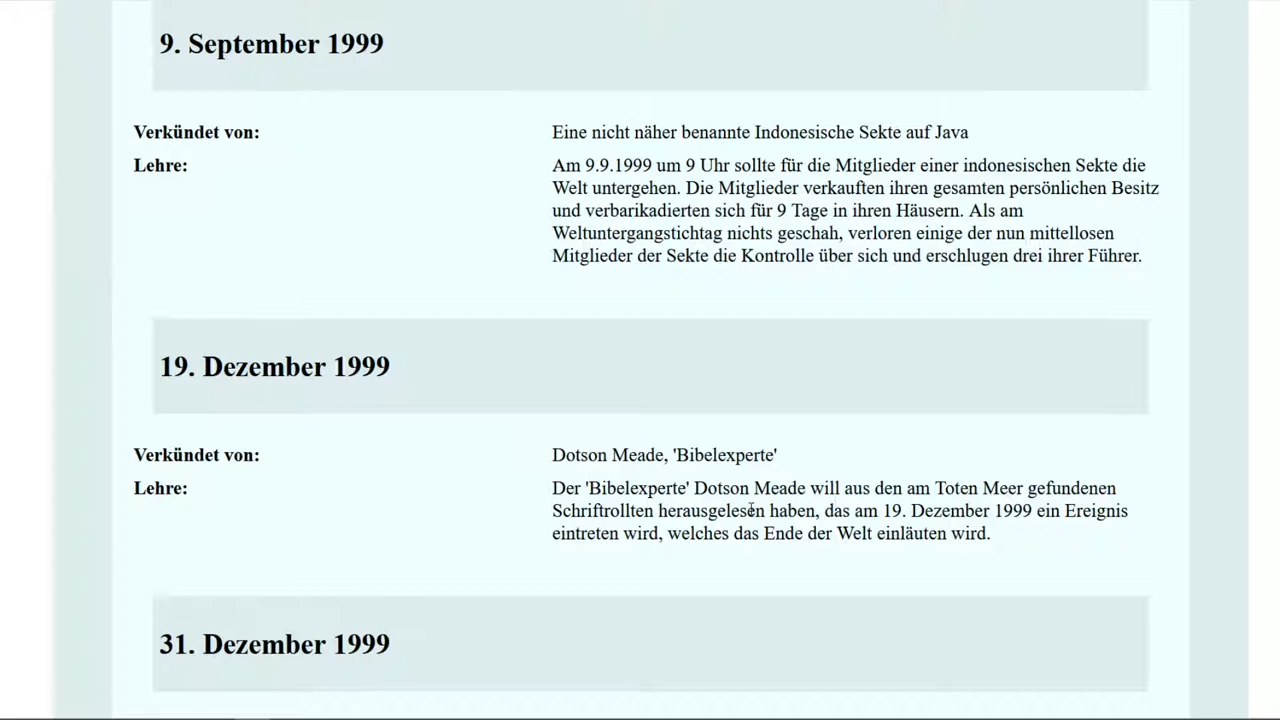 9. September 1999
Verkündet von: Eine nicht näher benannte Indonesische Sekte auf Java
Lehre: Am 9.9.1999 um 9 Uhr sollte für die Mitglieder einer indonesischen Sekte die
Welt untergehen. Die Mitglieder verkauften ihren gesamten persönlichen Besitz
und verbarikadierten sich für 9 Tage in ihren Häusern. Als am
Weltuntergangstichtag nichts geschah, verloren einige der nun mittellosen
Mitglieder der Sekte die Kontrolle über sich und erschlugen drei ihrer Führer.
19. Dezember 1999
Verkündet von: Dotson Meade, 'Bibelexperte'
Lehre: Der 'Bibelexperte' Dotson Meade will aus den am Toten Meer gefundenen
Schriftrollten herausgelesen haben, das am 19. Dezember 1999 ein Ereignis
eintreten wird, welches das Ende der Welt einläuten wird.
31. Dezember 1999